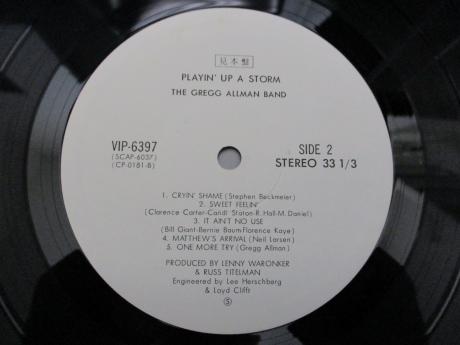 見本盤
PLAYIN' UP A STORM
THE GREGG ALLMAN BAND
VIP-6397
(SCAP-6037)
(CP-0181-B)
SIDE 2
STEREO 33 1/3
1. CRYIN' SHAME (Stephen Beckmeier)
2. SWEET FEELIN'
(Clarence Carter-Candi Staton-R. Hall-M. Daniel)
3. IT AIN'T NO USE
(Bill Giant-Bernie Baum Florence Kaye)
4. MATTHEW'S ARRIVAL (Neil Larsen)
5. ONE MORE TRY (Gregg Allman)
PRODUCED BY LENNY WARONKER
& RUSS TITELMAN
Engineered by Lee Herschberg
& Loyd Clifft
Ⓢ